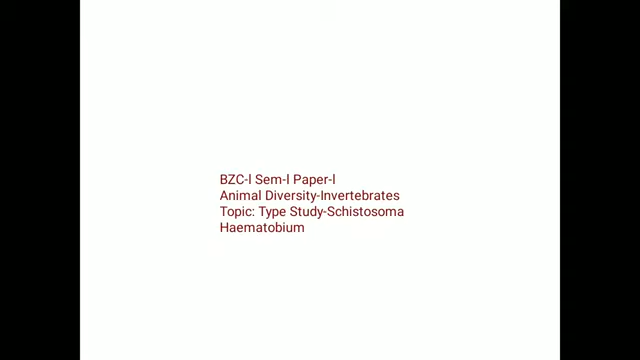 BZC-l Sem-l Paper-l
Animal Diversity-Invertebrates
Topic: Type Study-Schistosoma
Haematobium